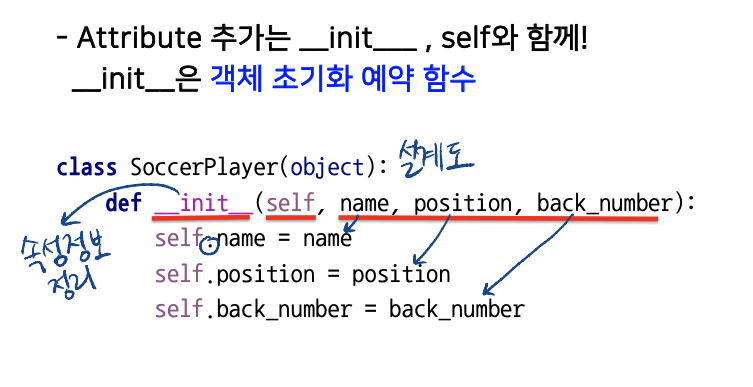 - Attribute 추가는 __init___ , self와 함께!
__init__은 객체 초기화 예약 함수
class SoccerPlayer(object): 설계도
def __init__(self, name, position, back_number):
속성정보
정리
self.name = name
self.position = position
self.back_number = back_number